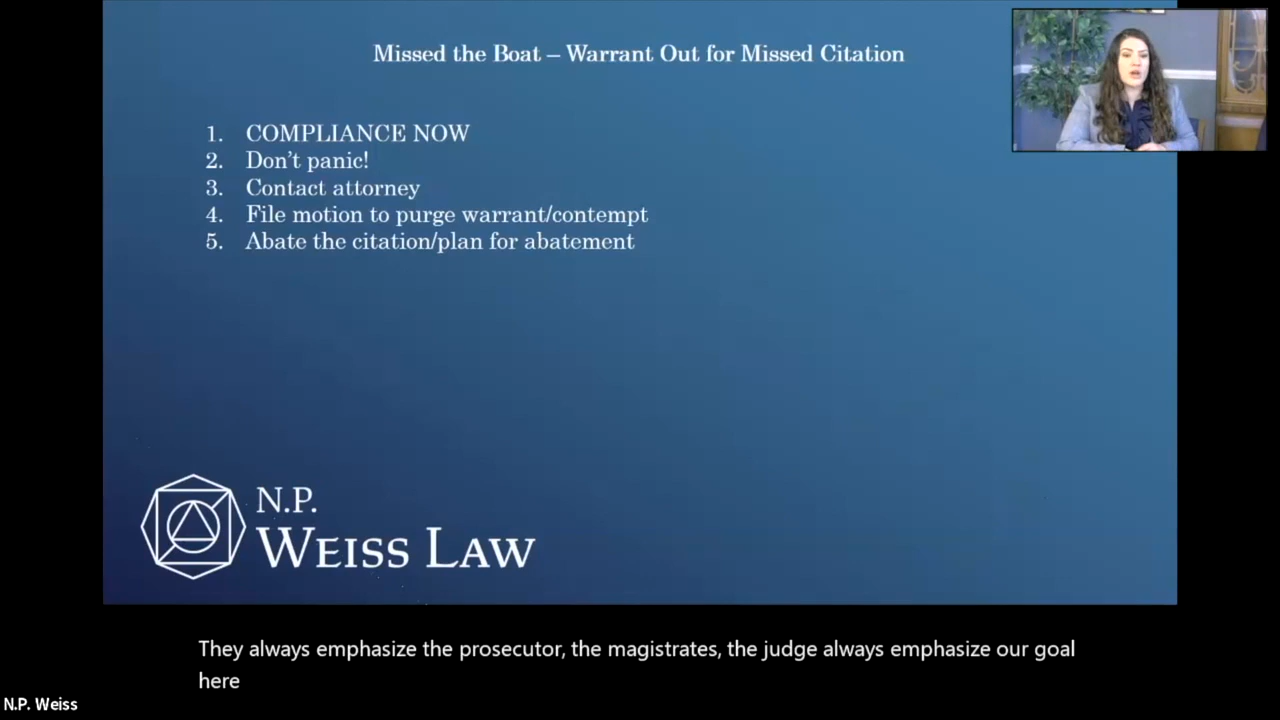 Missed the Boat – Warrant Out for Missed Citation
1. COMPLIANCE NOW
2. Don’t panic!
3. Contact attorney
4. File motion to purge warrant/contempt
5. Abate the citation/plan for abatement
N.P.
WEISS LAW
They always emphasize the prosecutor, the magistrates, the judge always emphasize our goal
here
N.P. Weiss